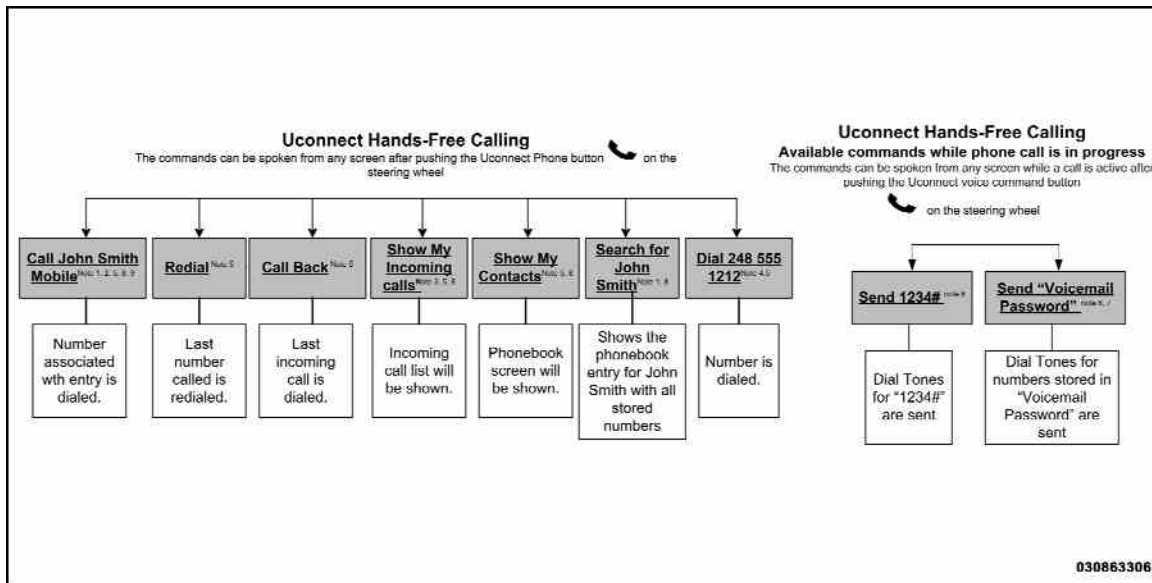 Uconnect Hands-Free Calling
The commands can be spoken from any screen after pushing the Uconnect Phone button on the
steering wheel
Call John Smith
Mobile
Redial
Call Back
Show My
Incoming
calls
Show My
Contacts
Search for
John
Smith
Dial 248 555
1212
Number
associated
wth entry is
dialed.
Last
number
called is
redialed.
Last
incoming
call is
dialed.
Incoming
call list will
be shown.
Phonebook
screen will
be shown.
Shows the
phonebook
entry for John
Smith with all
stored
numbers
Number is
dialed.
Uconnect Hands-Free Calling
Available commands while phone call is in progress
The commands can be spoken from any screen while a call is active after
pushing the Uconnect voice command button
on the steering wheel
Send 1234#
Send “Voicemail
Password”
Dial Tones
for “1234#”
are sent
Dial Tones for
numbers stored in
“Voicemail
Password” are
sent
030863306